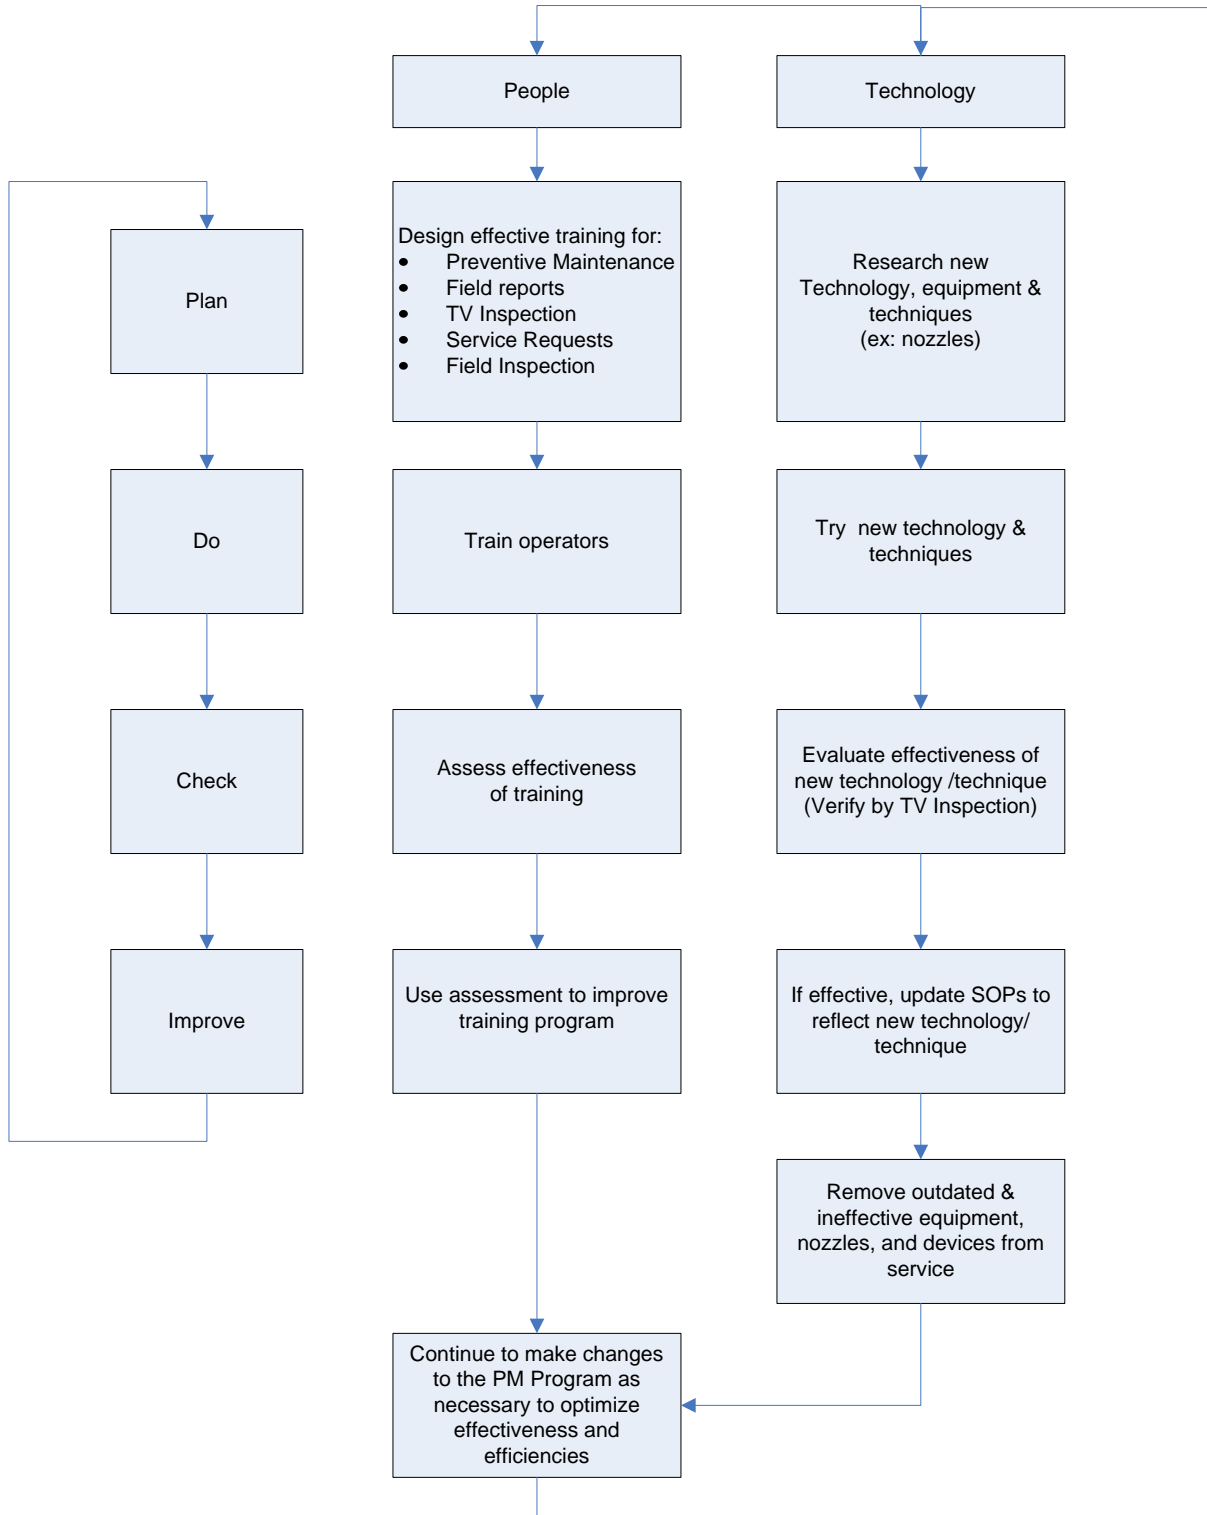 People
Technology
Plan
Design effective training for:
• Preventive Maintenance
• Field reports
• TV Inspection
• Service Requests
• Field Inspection
Research new
Technology, equipment &
techniques
(ex: nozzles)
Do
Train operators
Try  new technology &
techniques
Check
Assess effectiveness
of training
Evaluate effectiveness of
new technology /technique
(Verify by TV Inspection)
Improve
Use assessment to improve
training program
If effective, update SOPs to
reflect new technology/
technique
Remove outdated &
ineffective equipment,
nozzles, and devices from
service
Continue to make changes
to the PM Program as
necessary to optimize
effectiveness and
efficiencies